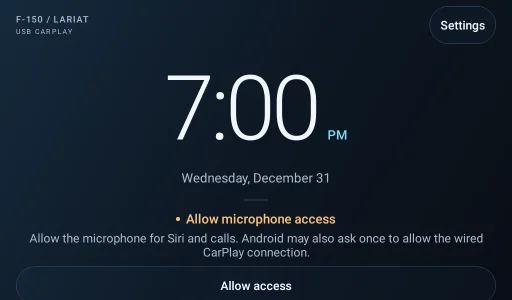 F-150 / LARIAT
USB CARPLAY
Settings
7:00 PM
Wednesday, December 31
• Allow microphone access
Allow the microphone for Siri and calls. Android may also ask once to allow the wired
CarPlay connection.
Allow access